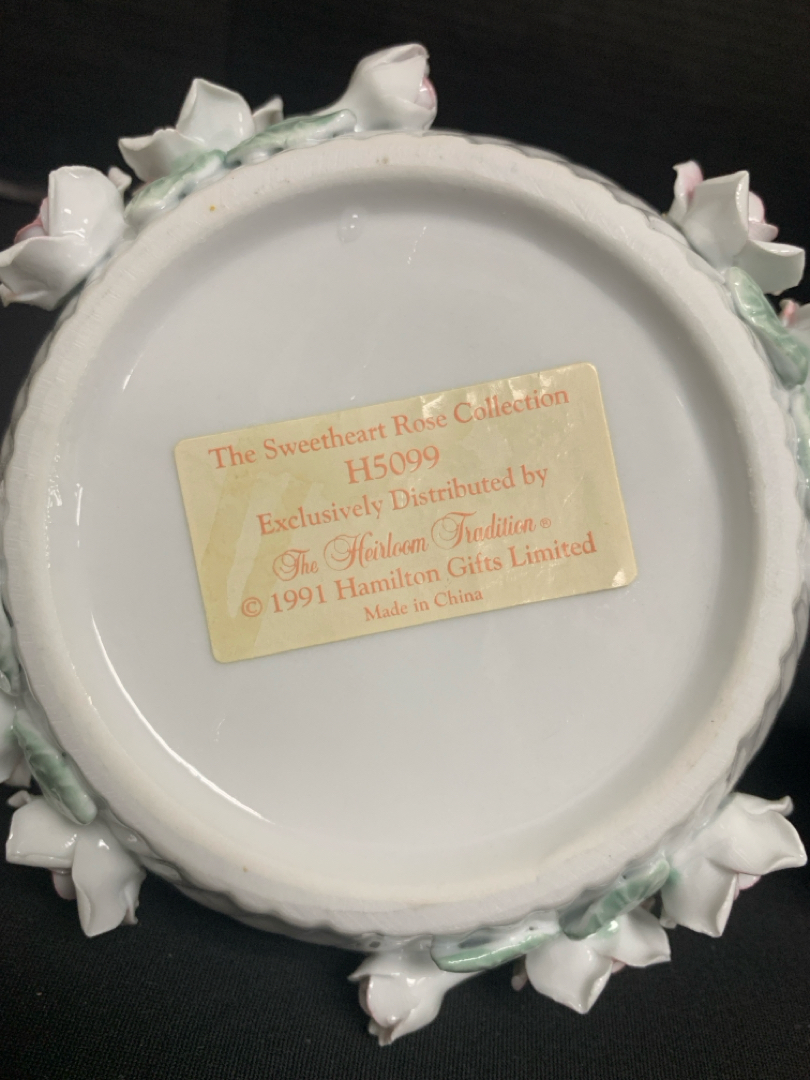 The Sweetheart Rose Collection
H5099
Exclusively Distributed by
The Heirloom Tradition ®
© 1991 Hamilton Gifts Limited
Made in China